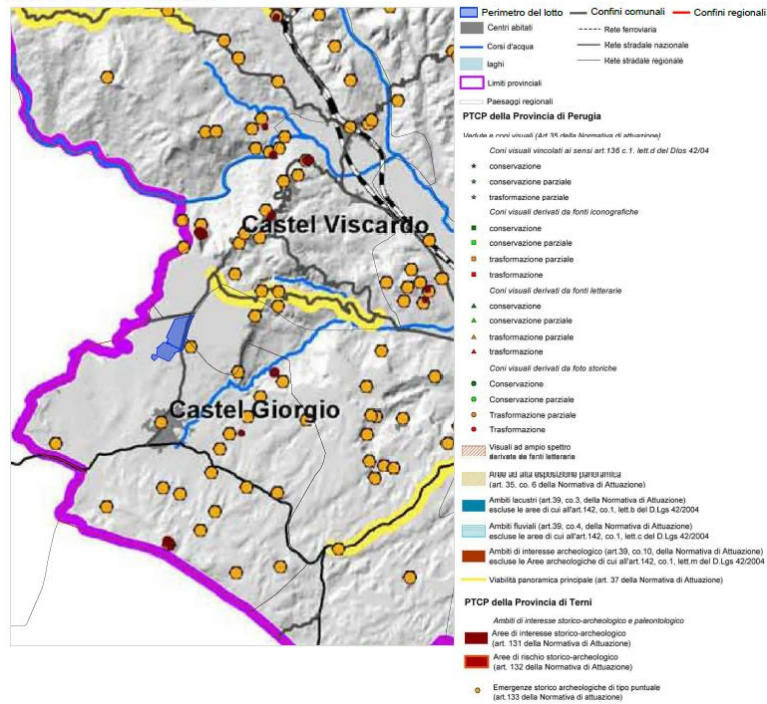 Castel Viscardo
Castel Giorgio
Perimetro del lotto
Confini comunali
Confini regionali
Centri abitati
Rete ferroviaria
Corsi d'acqua
Rete stradale nazionale
laghi
Rete stradale regionale
Limiti provinciali
Paesaggi regionali
PTCP della Provincia di Perugia
Vedute e coni visuali (Art.35 della Normativa di attuazione)
Coni visuali vincolati ai sensi art.136 c.1. lett.d del Dlgs 42/04
conservazione
conservazione parziale
trasformazione parziale
Coni visuali derivati da fonti iconografiche
conservazione
conservazione parziale
trasformazione parziale
trasformazione
Coni visuali derivati da fonti letterarie
conservazione
conservazione parziale
trasformazione parziale
trasformazione
Coni visuali derivati da foto storiche
Conservazione
Conservazione parziale
Trasformazione parziale
Trasformazione
Visuali ad ampio spettro
derivate da fonti letterarie
Aree ad alta esposizione panoramica
(art. 35, co. 6 della Normativa di Attuazione)
Ambiti lacustri (art.39, co.3, della Normativa di Attuazione)
escluse le aree di cui all'art.142, co.1, lett.b del D.Lgs 42/2004
Ambiti fluviali (art.39, co.4, della Normativa di Attuazione)
escluse le aree di cui all'art.142, co.1, lett.c del D.Lgs 42/2004
Ambiti di interesse archeologico (art.39, co.10, della Normativa di Attuazione)
escluse le Aree archeologiche di cui all'art.142, co.1, lett.m del D.Lgs 42/2004
Viabilità panoramica principale (art. 37 della Normativa di Attuazione)
PTCP della Provincia di Terni
Ambiti di interesse storico-archeologico e paleontologico
Aree di interesse storico-archeologico
(art. 131 della Normativa di Attuazione)
Aree di rischio storico-archeologico
(art. 132 della Normativa di Attuazione)
Emergenze storico archeologiche di tipo puntuale
(art.133 della Normativa di attuazione)